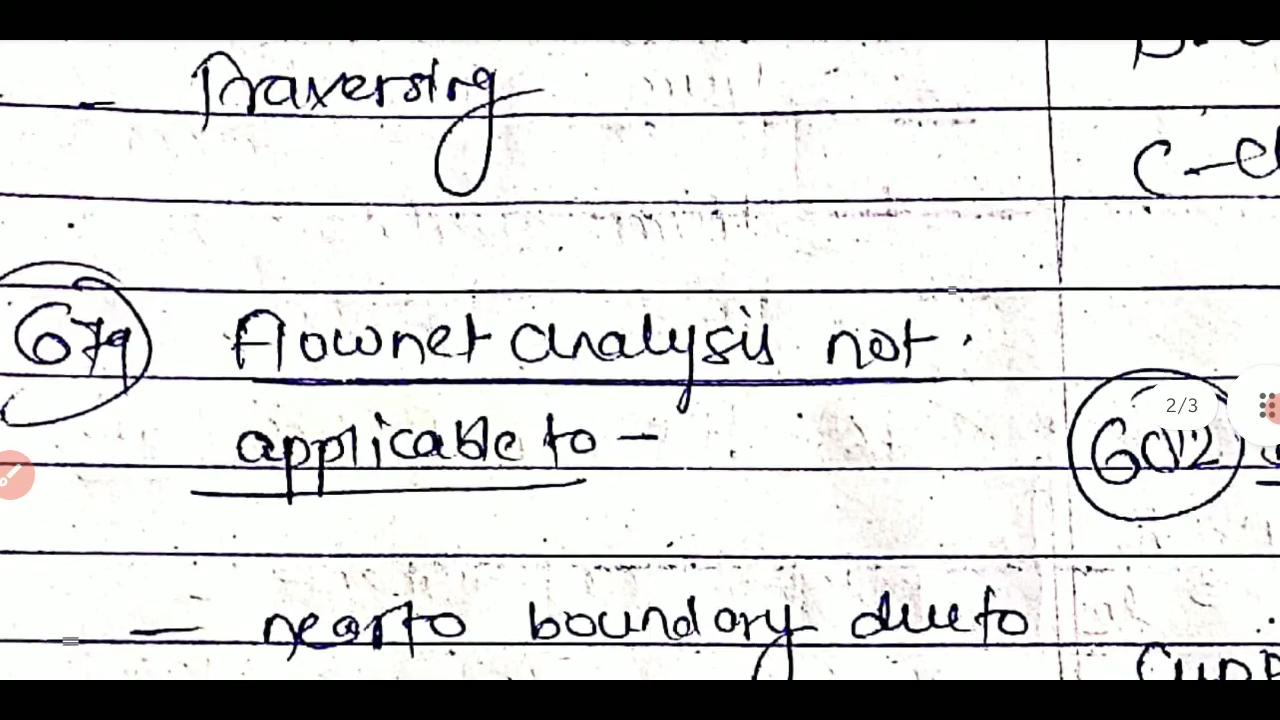 - Traversing
C-
679 Flownet analysis not
applicable to -
2/3
602
- near to boundary due to